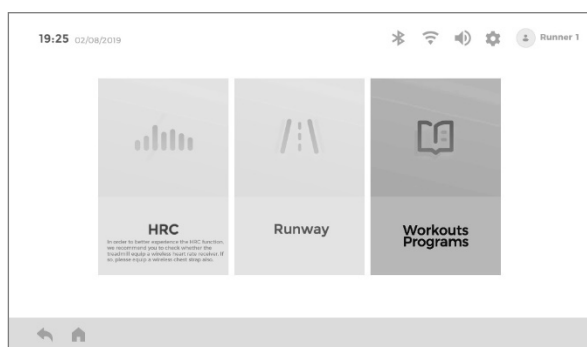 19:25 02/08/2019
Runner 1
HRC
In order to better experience the HRC function,
we recommend you to check whether the
treadmill equip a wireless heart rate receiver. If
so, please equip a wireless chest strap also.
Runway
Workouts
Programs